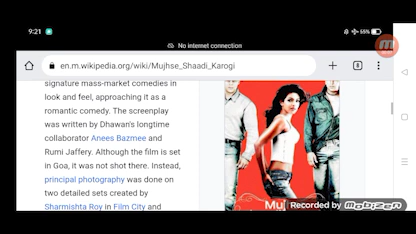 9:21
55%
No internet connection
en.m.wikipedia.org/wiki/Mujhse_Shaadi_Karogi
8
signature mass-market comedies in
look and feel, approaching it as a
romantic comedy. The screenplay
was written by Dhawan's longtime
collaborator Anees Bazmee and
Rumi Jaffery. Although the film is set
in Goa, it was not shot there. Instead,
principal photography was done on
two detailed sets created by
Sharmishta Roy in Film City and
Recorded by mobizen